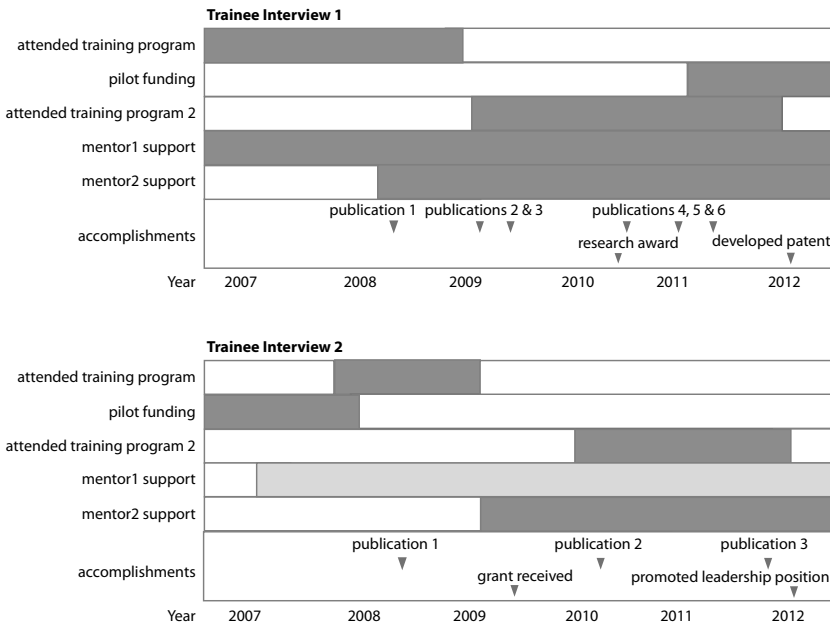 Trainee Interview 1
attended training program
pilot funding
attended training program 2
mentor1 support
mentor2 support
publication 1 publications 2 & 3 publications 4, 5 & 6
accomplishments
research award developed patent
Year 2007 2008 2009 2010 2011 2012
Trainee Interview 2
attended training program
pilot funding
attended training program 2
mentor1 support
mentor2 support
publication 1 publication 2 publication 3
accomplishments
grant received promoted leadership position
Year 2007 2008 2009 2010 2011 2012